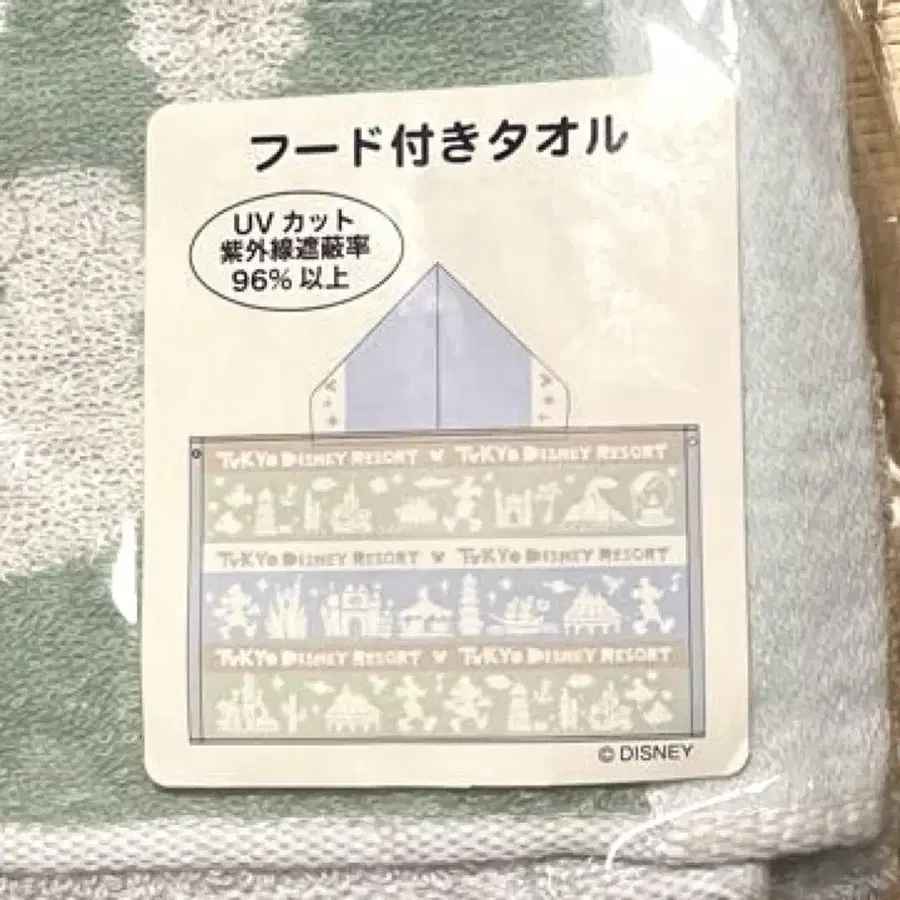 フード付きタオル
UV カット
紫外線遮蔽率
96% 以上
TOKYO DISNEY RESORT TOKYO DISNEY RESORT
TOKYO DISNEY RESORT TOKYO DISNEY RESORT
TOKYO DISNEY RESORT TOKYO DISNEY RESORT
© DISNEY